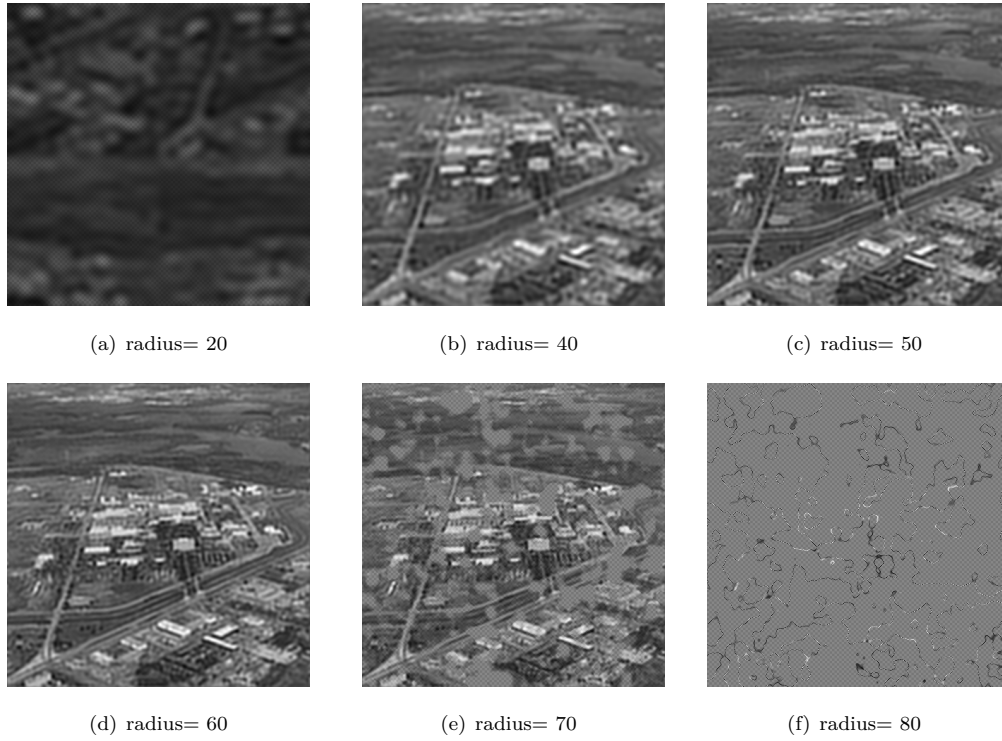 (a) radius= 20
(b) radius= 40
(c) radius= 50
(d) radius= 60
(e) radius= 70
(f) radius= 80